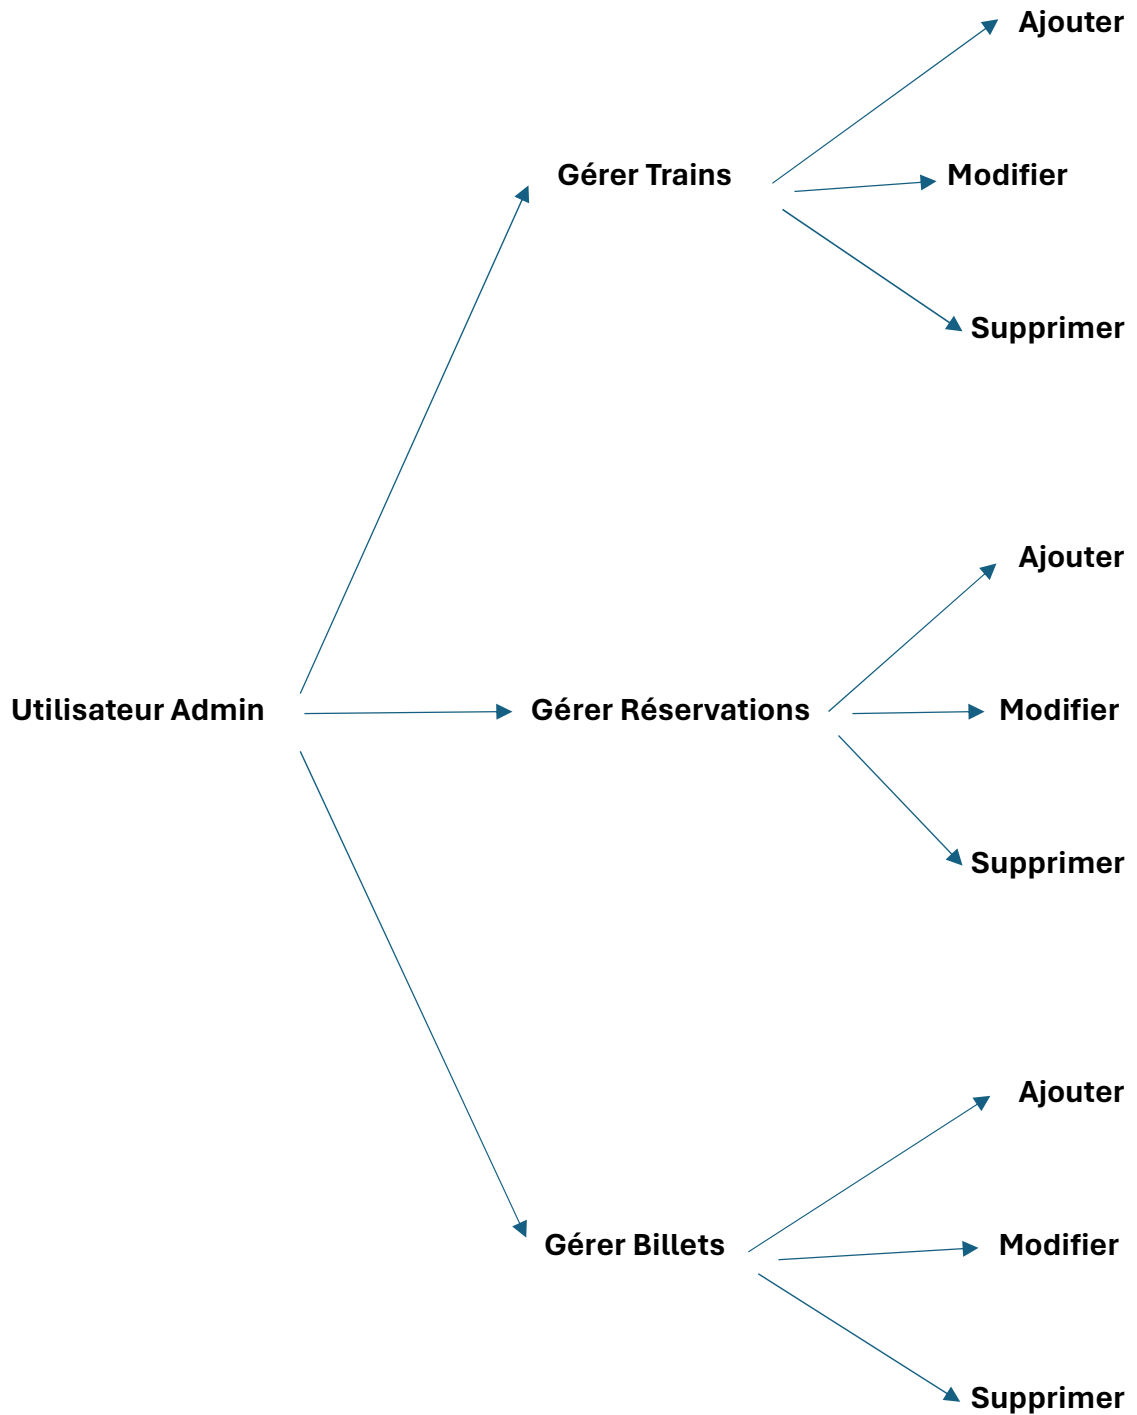 Ajouter
Gérer Trains
Modifier
Supprimer
Ajouter
Utilisateur Admin
Gérer Réservations
Modifier
Supprimer
Ajouter
Gérer Billets
Modifier
Supprimer